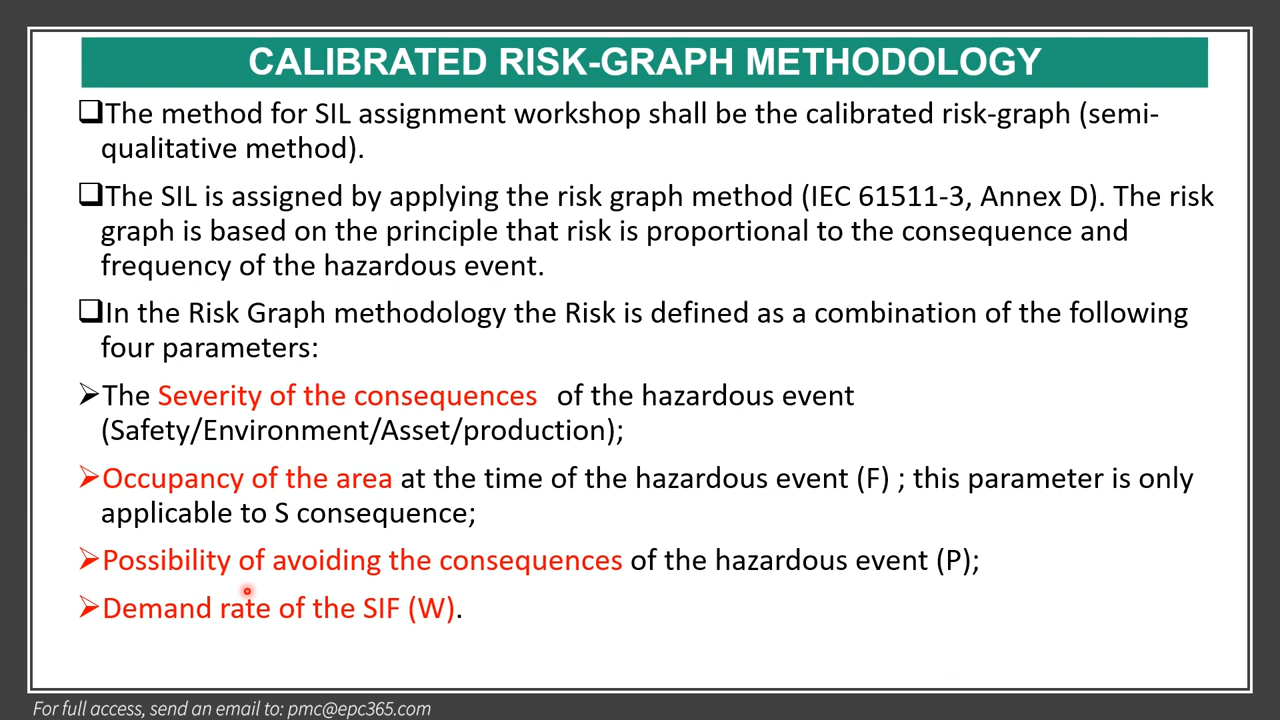 CALIBRATED RISK-GRAPH METHODOLOGY
❑The method for SIL assignment workshop shall be the calibrated risk-graph (semi-
qualitative method).
❑The SIL is assigned by applying the risk graph method (IEC 61511-3, Annex D). The risk
graph is based on the principle that risk is proportional to the consequence and
frequency of the hazardous event.
❑In the Risk Graph methodology the Risk is defined as a combination of the following
four parameters:
➢The Severity of the consequences of the hazardous event
(Safety/Environment/Asset/production);
➢Occupancy of the area at the time of the hazardous event (F) ; this parameter is only
applicable to S consequence;
➢Possibility of avoiding the consequences of the hazardous event (P);
➢Demand rate of the SIF (W).
For full access, send an email to: pmc@epc365.com